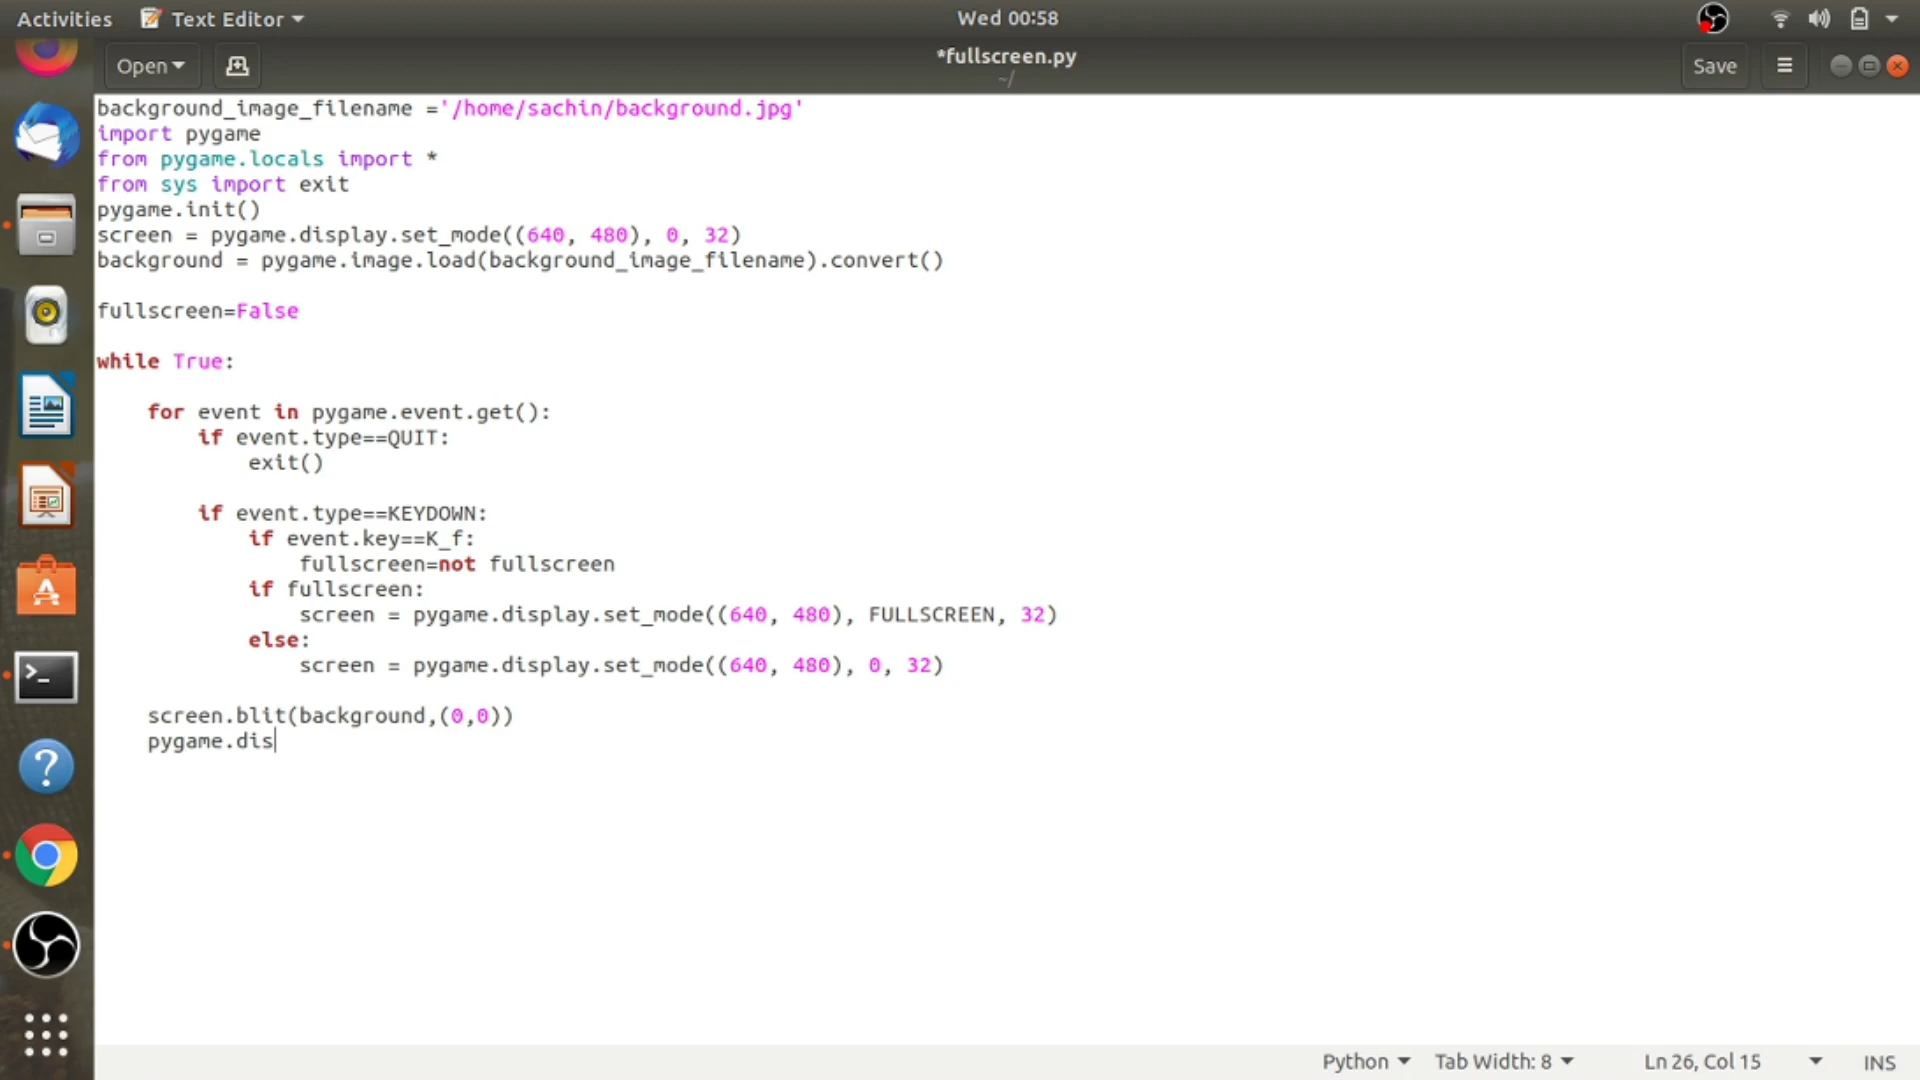 Activities Text Editor Wed 00:58
Open *fullscreen.py Save
~/
background_image_filename ='/home/sachin/background.jpg'
import pygame
from pygame.locals import *
from sys import exit
pygame.init()
screen = pygame.display.set_mode((640, 480), 0, 32)
background = pygame.image.load(background_image_filename).convert()
fullscreen=False
while True:
for event in pygame.event.get():
if event.type==QUIT:
exit()
if event.type==KEYDOWN:
if event.key==K_f:
fullscreen=not fullscreen
if fullscreen:
screen = pygame.display.set_mode((640, 480), FULLSCREEN, 32)
else:
screen = pygame.display.set_mode((640, 480), 0, 32)
screen.blit(background,(0,0))
pygame.dis
Python Tab Width: 8 Ln 26, Col 15 INS